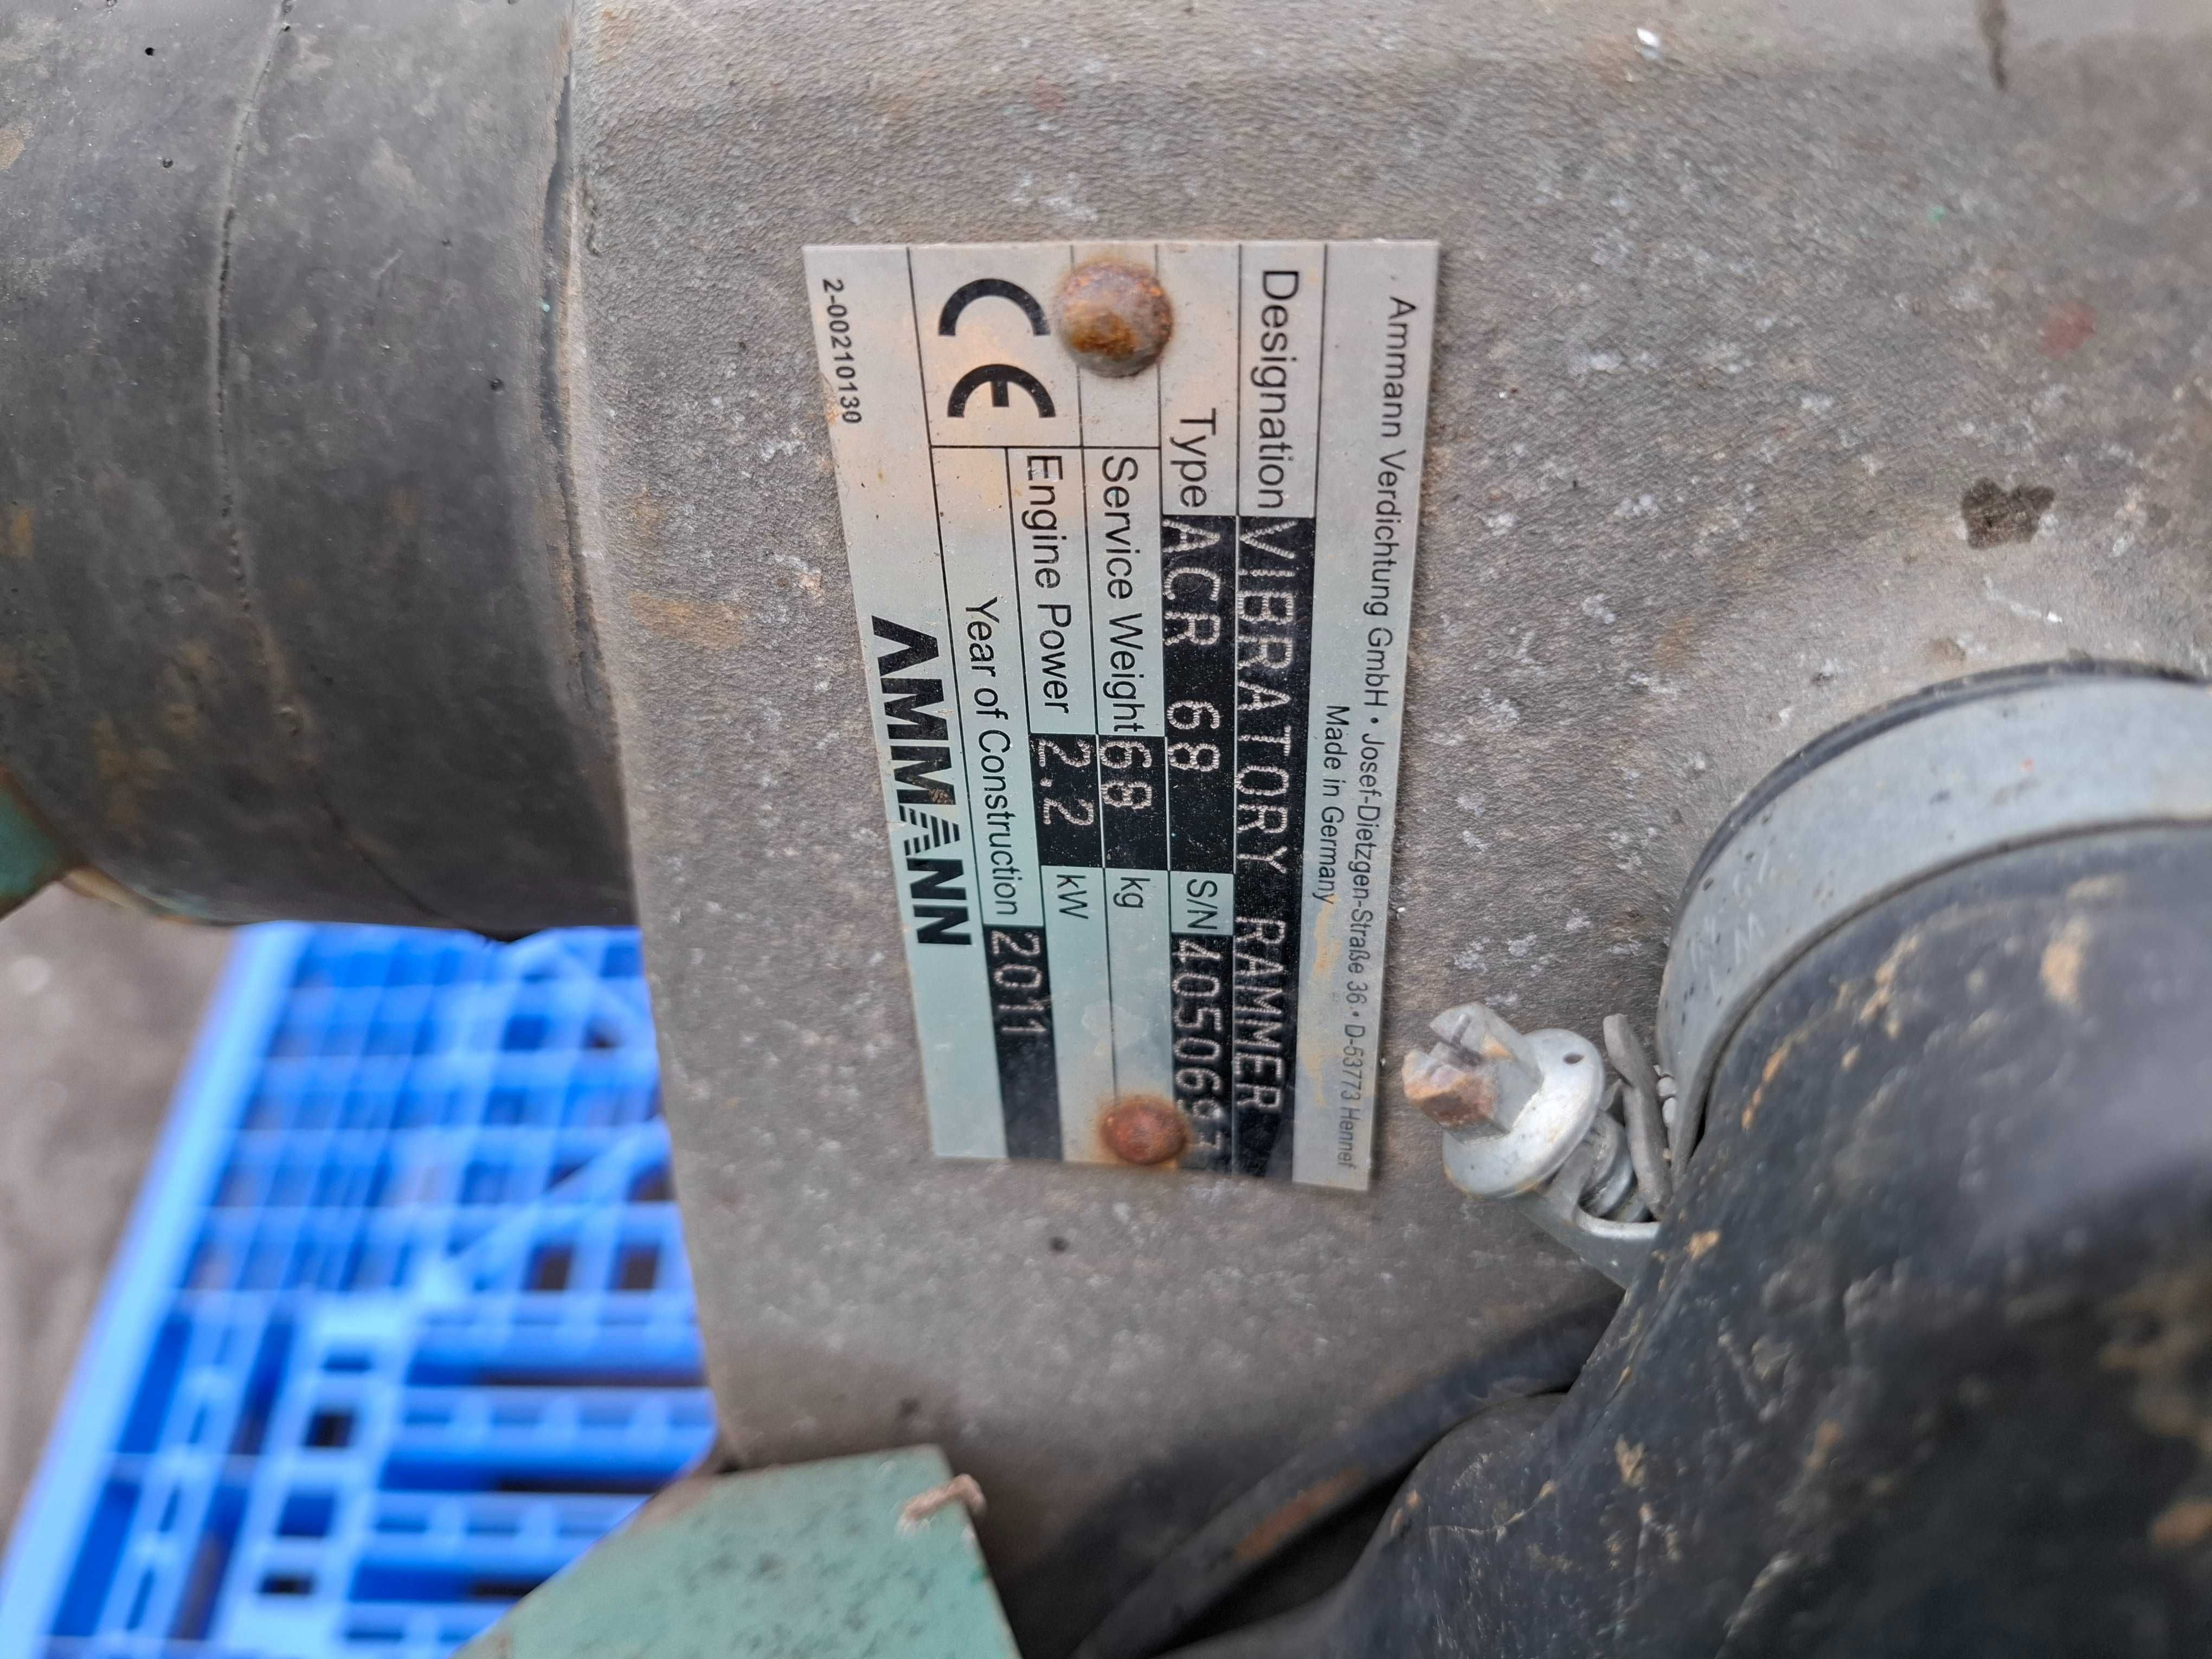 Ammann Verdichtung GmbH • Josef-Dietzgen-Straße 36 • D-53773 Hennef
Made in Germany
Designation VIBRATORY RAMMER
Type ACR 68 S/N
Service Weight 68 kg
CE Engine Power 2.2 kW
Year of Construction 2011
2-00210130 AMMANN